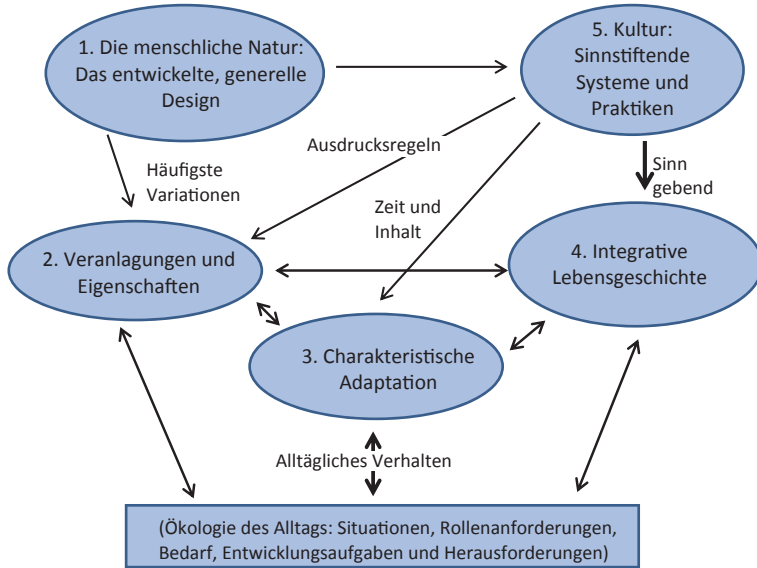 1. Die menschliche Natur:
Das entwickelte, generelle
Design
5. Kultur:
Sinnstiftende
Systeme und
Praktiken
Ausdrucksregeln
Häufigste
Variationen
Sinn
gebend
Zeit und
Inhalt
2. Veranlagungen und
Eigenschaften
4. Integrative
Lebensgeschichte
3. Charakteristische
Adaptation
Alltägliches Verhalten
(Ökologie des Alltags: Situationen, Rollenanforderungen,
Bedarf, Entwicklungsaufgaben und Herausforderungen)